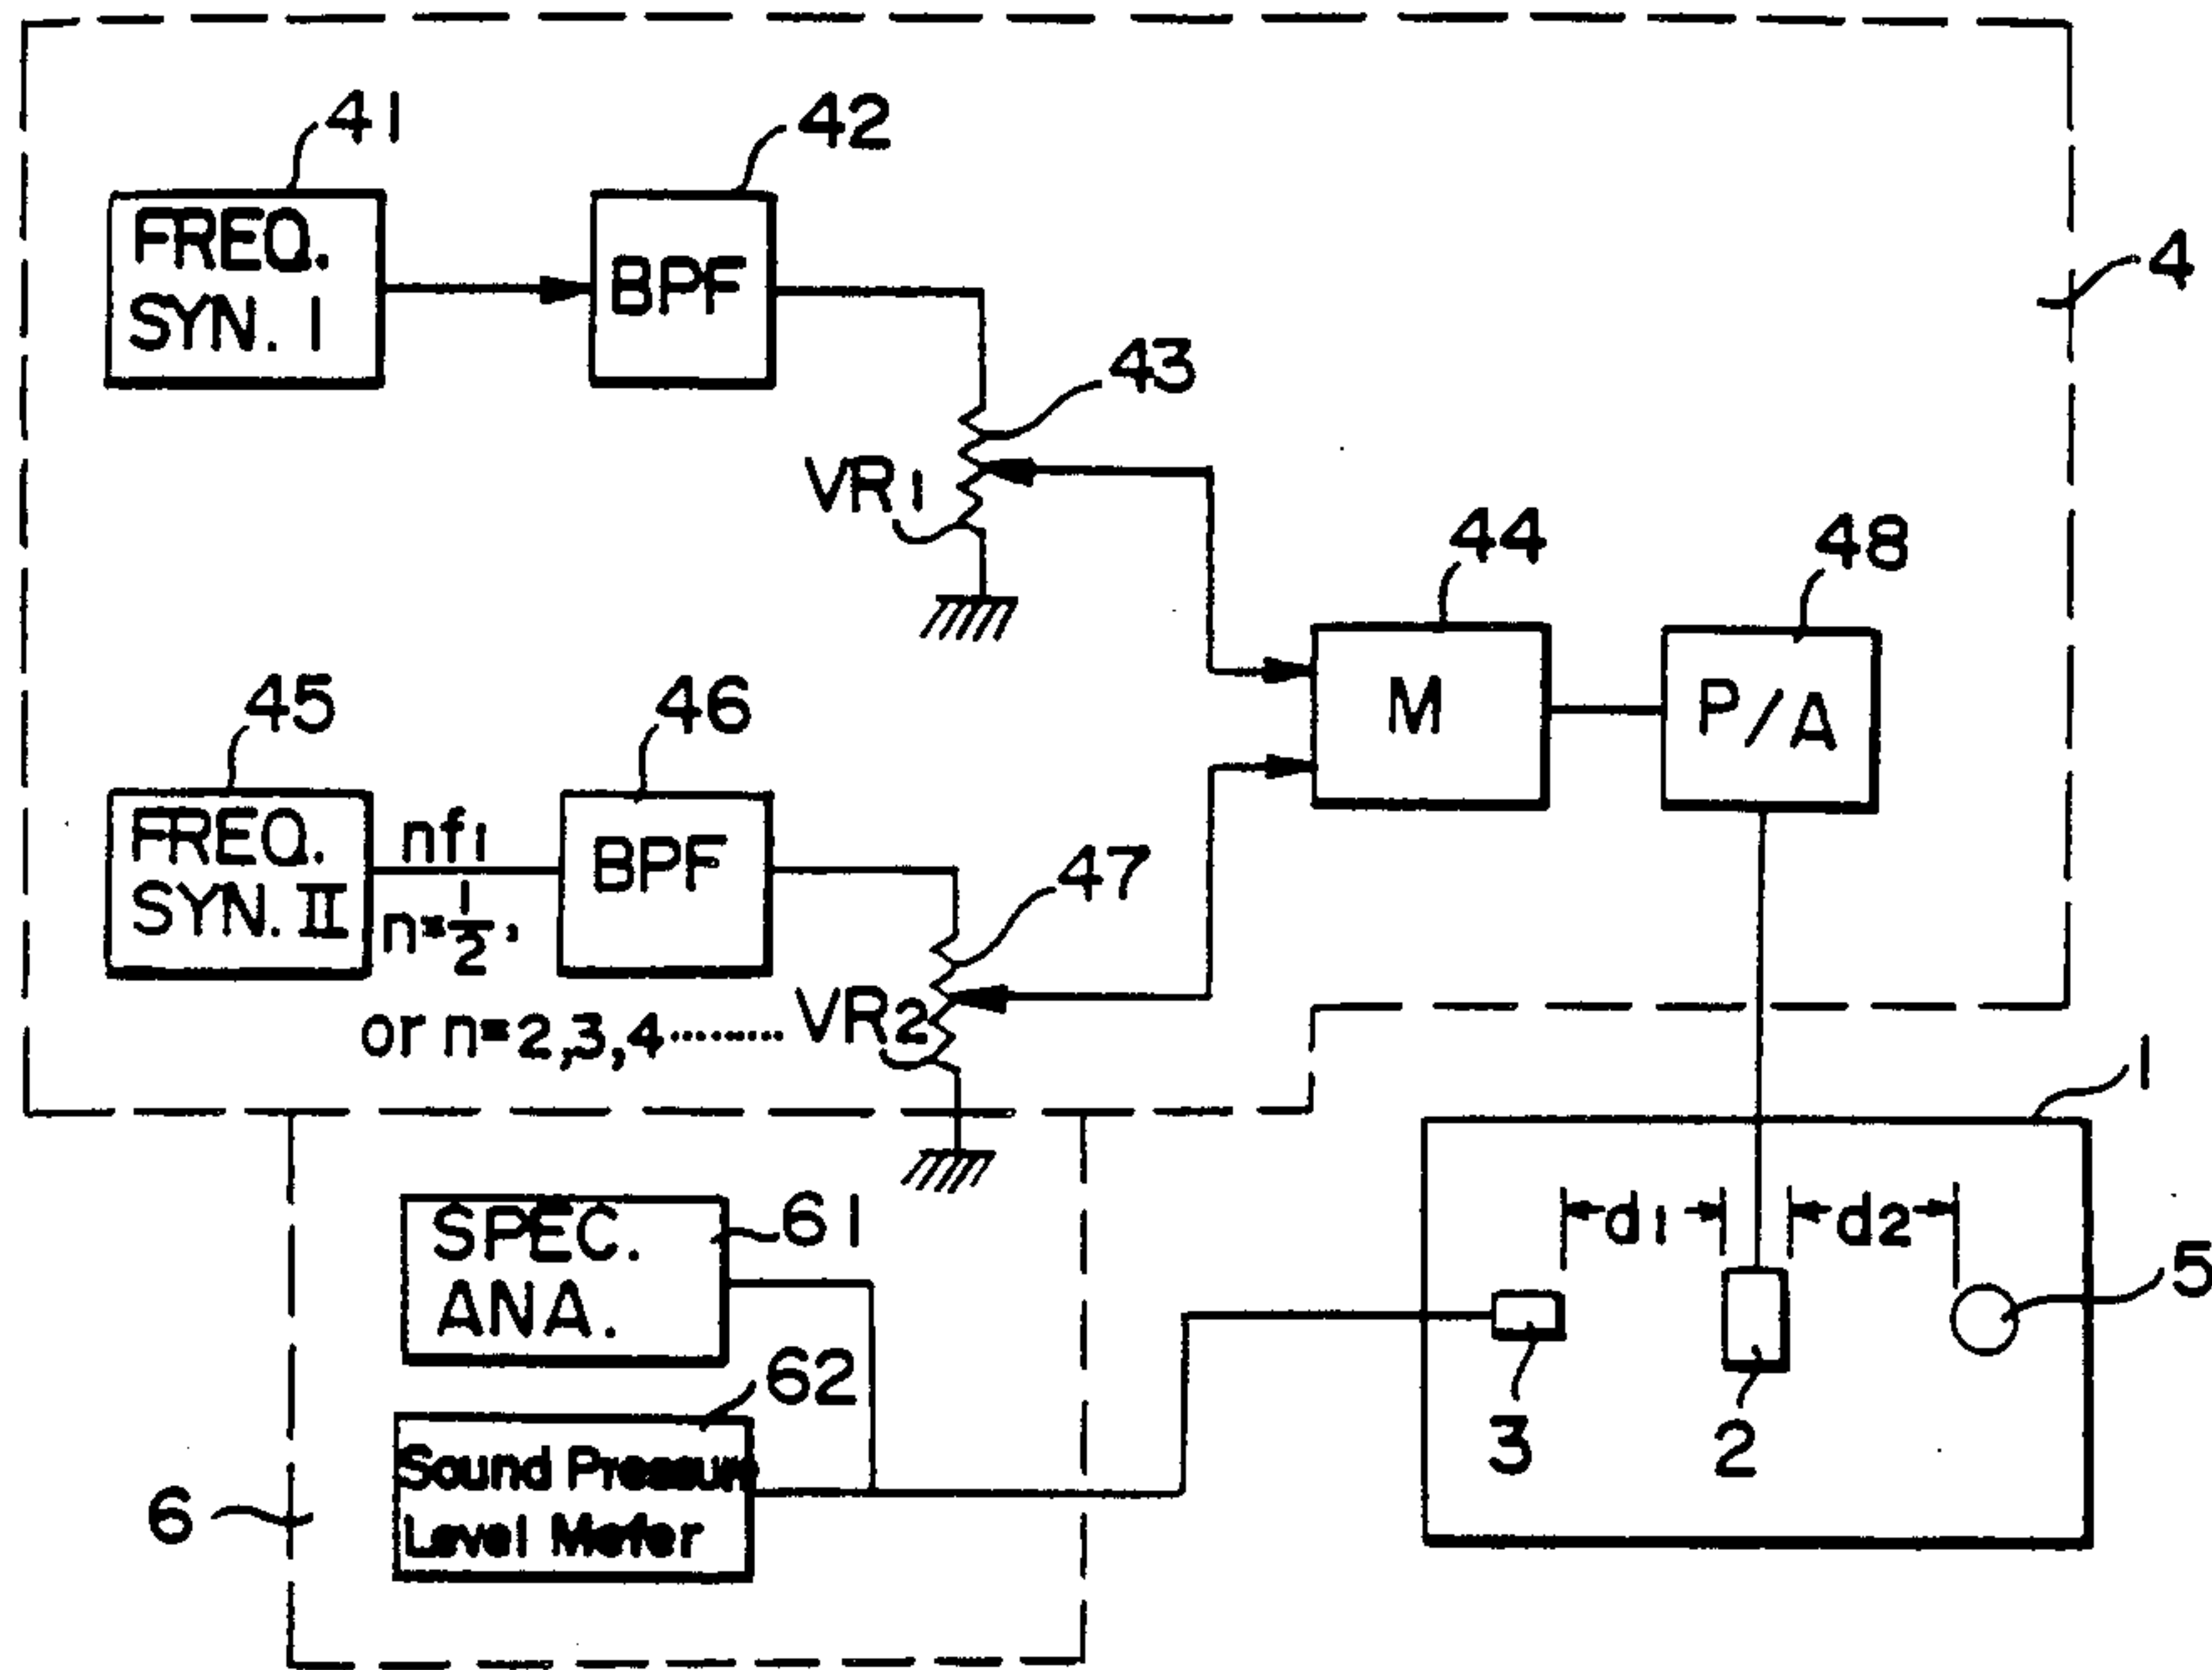 41
42
FREQ.
SYN. I
BPF
4
43
VR1
44
48
M
P/A
45
46
FREQ.
SYN. II
nf1
n=1/2,
or n=2,3,4.........
BPF
47
VR2
1
SPEC.
ANA.
61
d1
d2
5
62
Sound Pressure
Level Meter
6
3
2